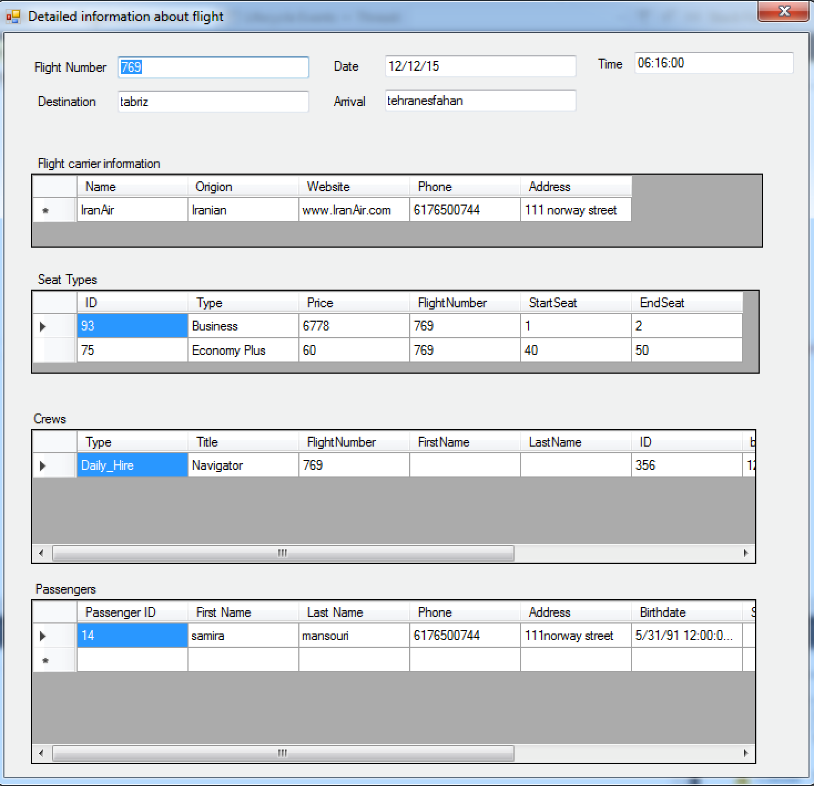 Detailed information about flight
Flight Number 769 Date 12/12/15 Time 06:16:00
Destination tabriz Arrival tehranesfahan
Flight carrier information
Name Origion Website Phone Address
* IranAir Iranian www.IranAir.com 6176500744 111 norway street
Seat Types
ID Type Price FlightNumber StartSeat EndSeat
93 Business 6778 769 1 2
75 Economy Plus 60 769 40 50
Crews
Type Title FlightNumber FirstName LastName ID
Daily_Hire Navigator 769 356 12
Passengers
Passenger ID First Name Last Name Phone Address Birthdate
14 samira mansouri 6176500744 111norway street 5/31/91 12:00:0...
*